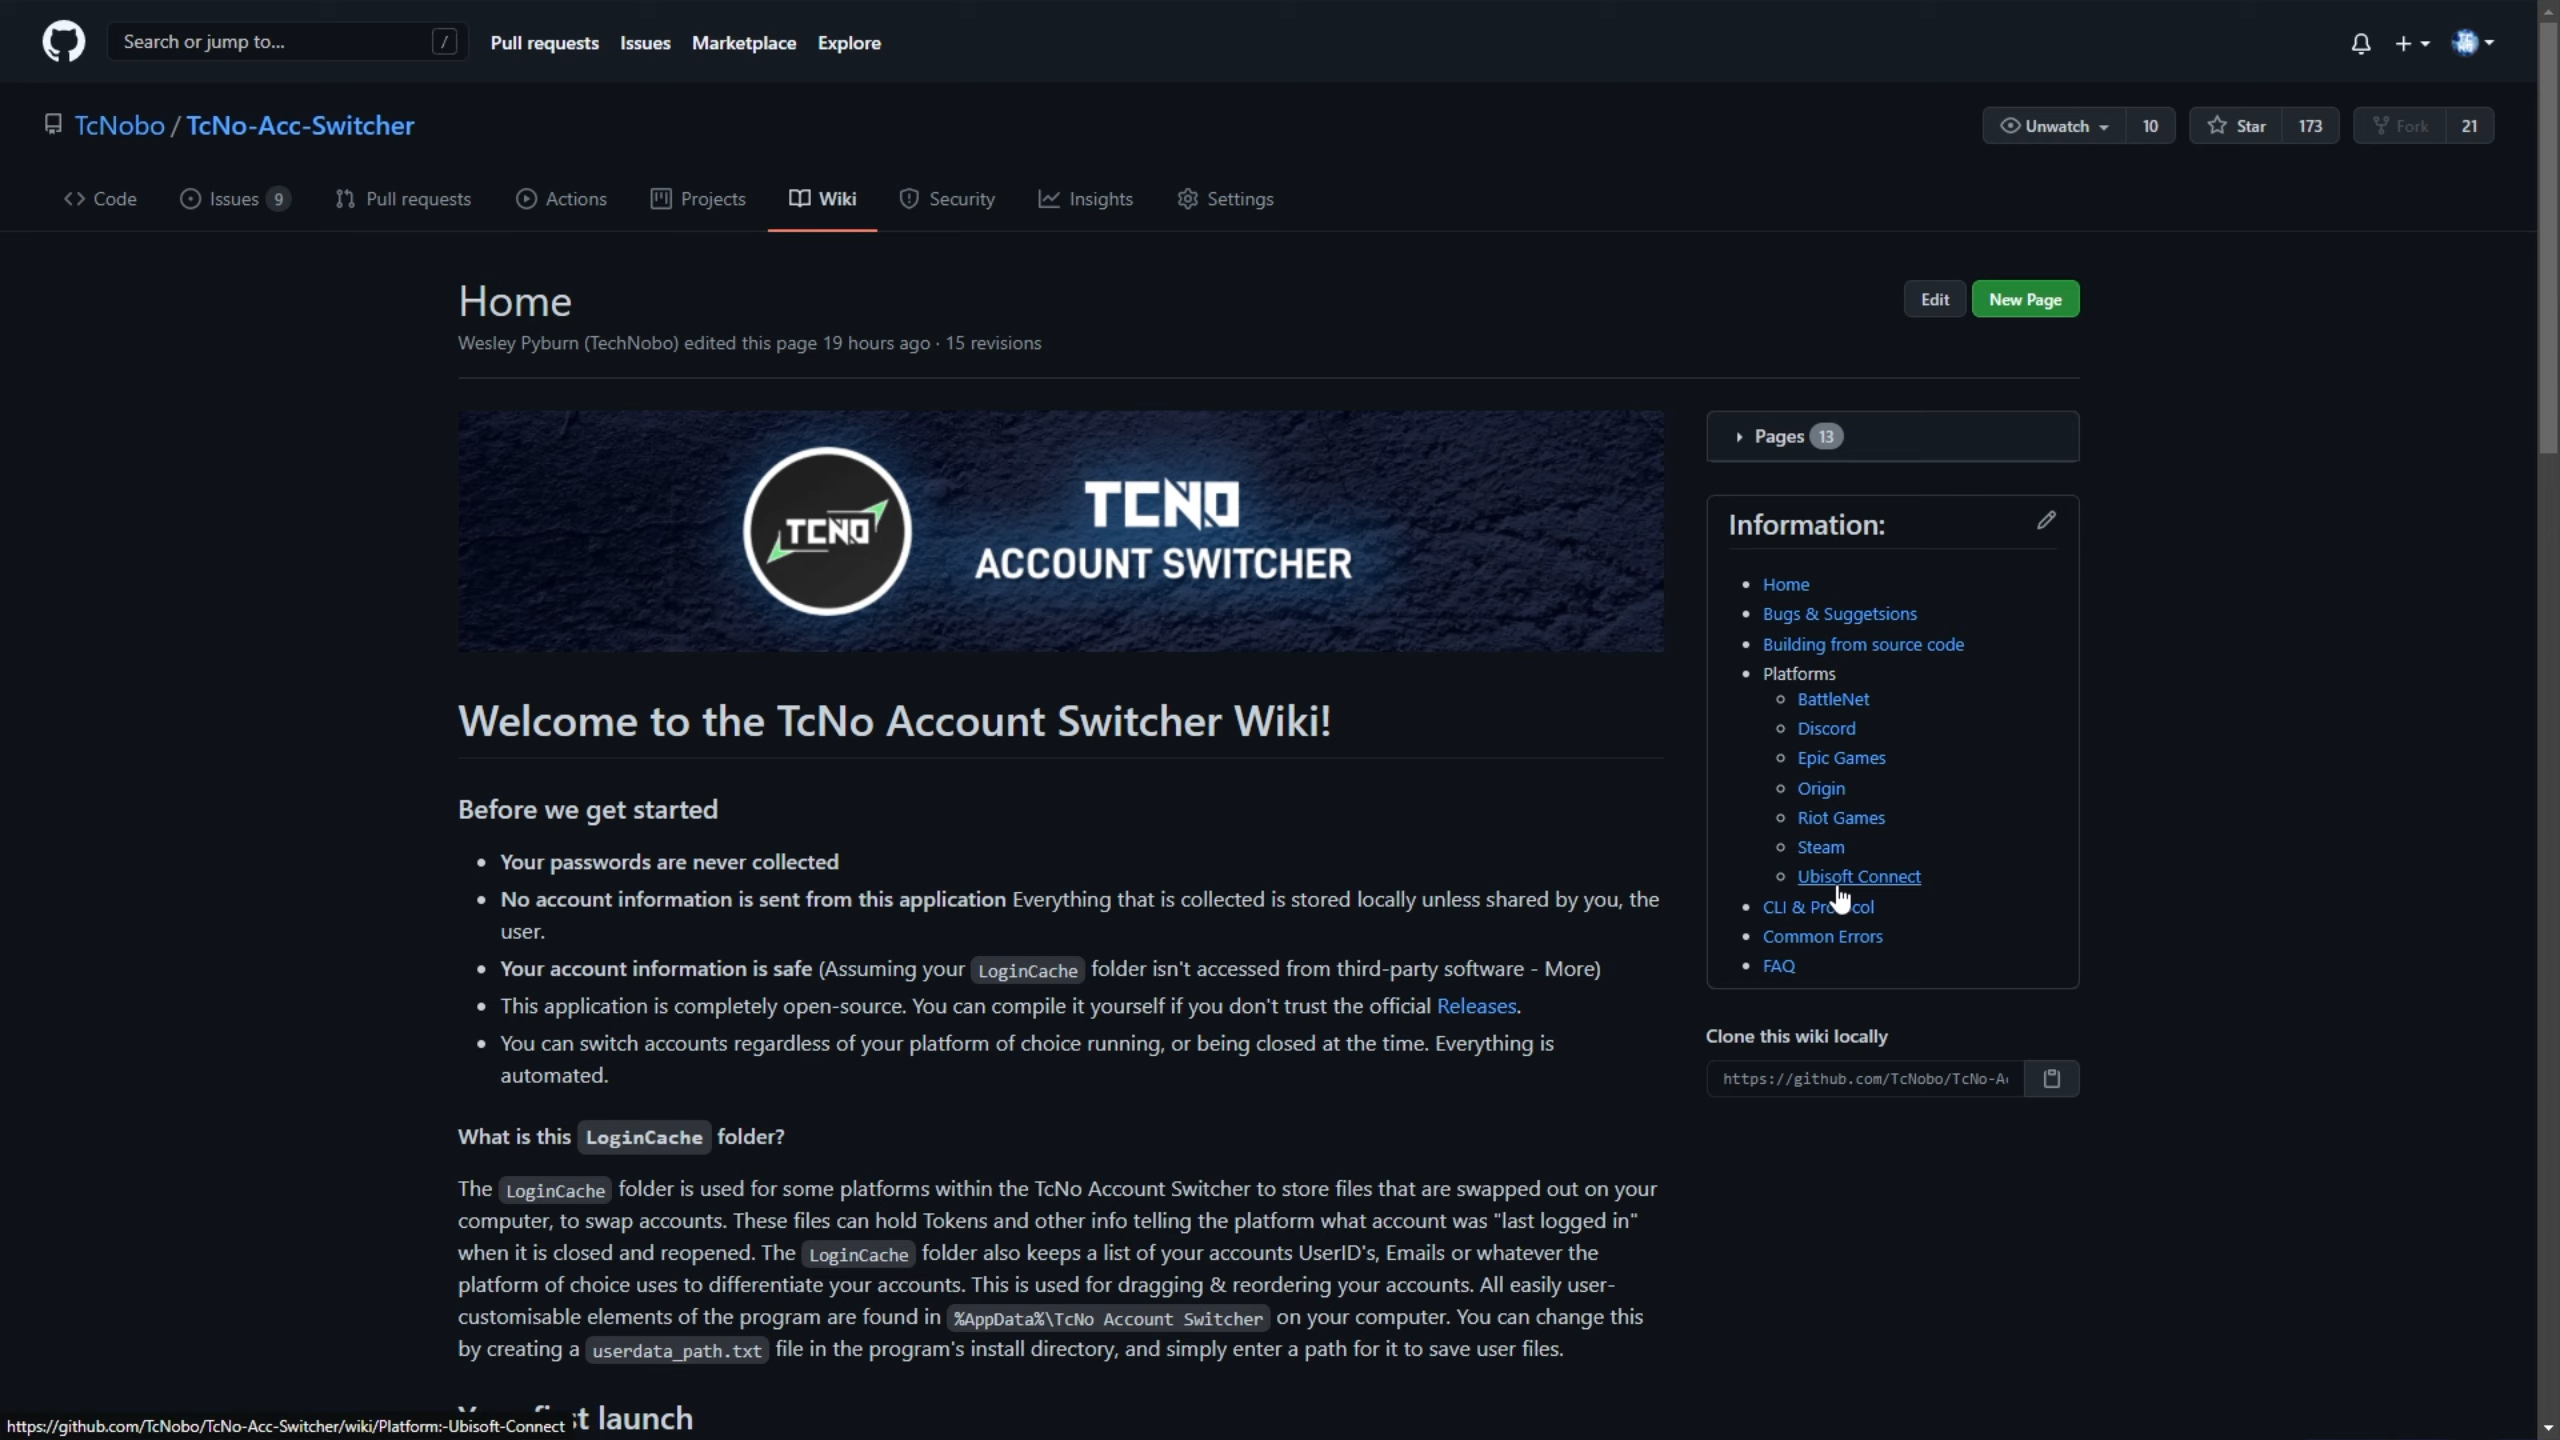 Search or jump to... /
Pull requests Issues Marketplace Explore
TcNobo / TcNo-Acc-Switcher
Unwatch 10 Star 173 Fork 21
Code Issues 9 Pull requests Actions Projects Wiki Security Insights Settings
Home
Edit New Page
Wesley Pyburn (TechNobo) edited this page 19 hours ago · 15 revisions
TCNO
TCNO
ACCOUNT SWITCHER
Welcome to the TcNo Account Switcher Wiki!
Before we get started
• Your passwords are never collected
• No account information is sent from this application Everything that is collected is stored locally unless shared by you, the
user.
• Your account information is safe (Assuming your LoginCache folder isn't accessed from third-party software - More)
• This application is completely open-source. You can compile it yourself if you don't trust the official Releases.
• You can switch accounts regardless of your platform of choice running, or being closed at the time. Everything is
automated.
What is this LoginCache folder?
The LoginCache folder is used for some platforms within the TcNo Account Switcher to store files that are swapped out on your
computer, to swap accounts. These files can hold Tokens and other info telling the platform what account was "last logged in"
when it is closed and reopened. The LoginCache folder also keeps a list of your accounts UserID's, Emails or whatever the
platform of choice uses to differentiate your accounts. This is used for dragging & reordering your accounts. All easily user-
customisable elements of the program are found in %AppData%\TcNo Account Switcher on your computer. You can change this
by creating a userdata_path.txt file in the program's install directory, and simply enter a path for it to save user files.
launch
Pages 13
Information:
• Home
• Bugs & Suggetsions
• Building from source code
• Platforms
○ BattleNet
○ Discord
○ Epic Games
○ Origin
○ Riot Games
○ Steam
○ Ubisoft Connect
• CLI &
• Common Errors
• FAQ
Clone this wiki locally
https://github.com/TcNobo/TcNo-A
https://github.com/TcNobo/TcNo-Acc-Switcher/wiki/Platform:-Ubisoft-Connect